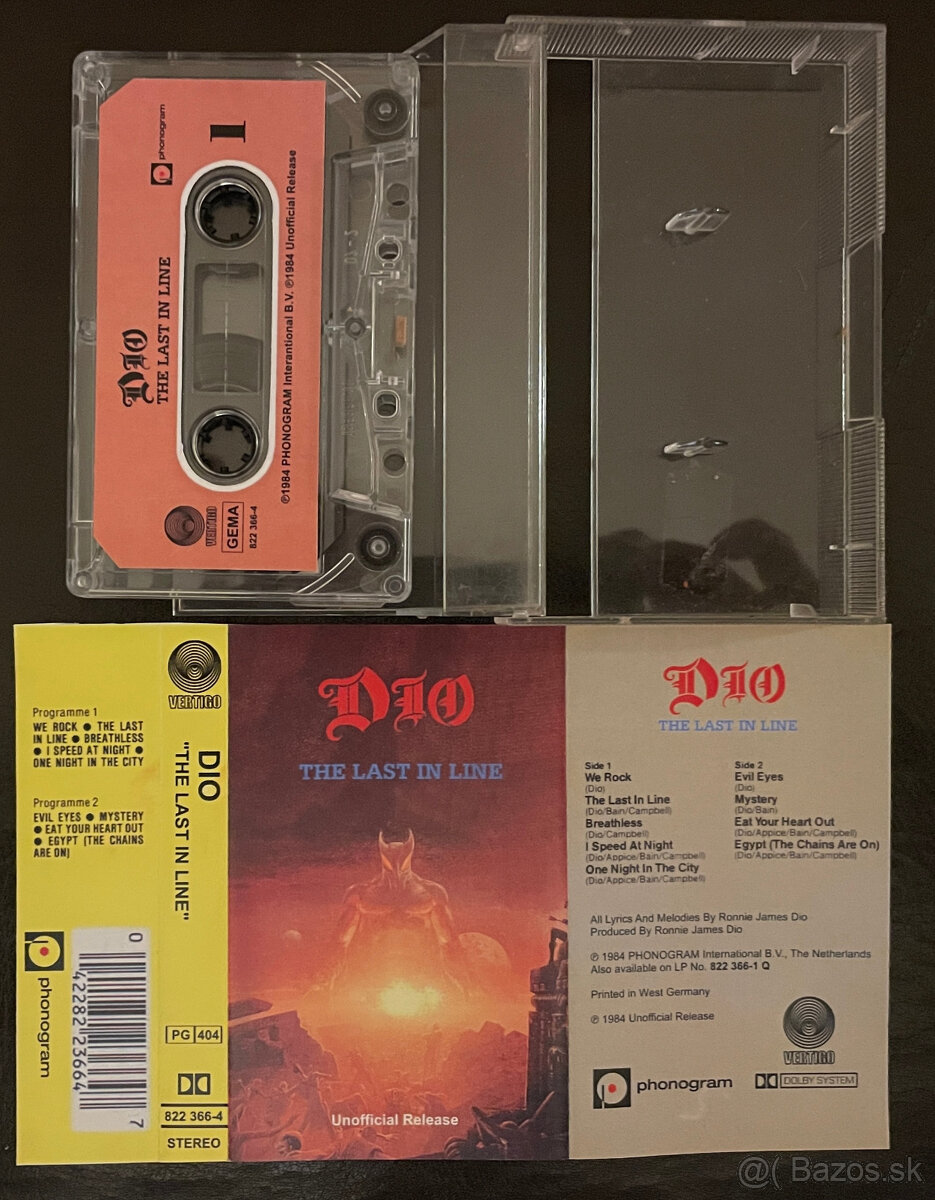 phonogram
1
DIO
THE LAST IN LINE
VERTIGO
GEMA
822 366-4
℗1984 PHONOGRAM Interantional B.V. ℗1984 Unofficial Release
Programme 1
WE ROCK ● THE LAST
IN LINE ● BREATHLESS
● I SPEED AT NIGHT ●
ONE NIGHT IN THE CITY
Programme 2
EVIL EYES ● MYSTERY
● EAT YOUR HEART OUT
● EGYPT (THE CHAINS
ARE ON)
phonogram
0 42282 23664 7
VERTIGO
DIO
"THE LAST IN LINE"
PG 404
822 366-4
STEREO
DIO
THE LAST IN LINE
Unofficial Release
DIO
THE LAST IN LINE
Side 1
We Rock
(Dio)
The Last In Line
(Dio/Bain/Campbell)
Breathless
(Dio/Campbell)
I Speed At Night
(Dio/Appice/Bain/Campbell)
One Night In The City
(Dio/Appice/Bain/Campbell)
Side 2
Evil Eyes
(Dio)
Mystery
(Dio/Bain)
Eat Your Heart Out
(Dio/Appice/Bain/Campbell)
Egypt (The Chains Are On)
(Dio/Appice/Bain/Campbell)
All Lyrics And Melodies By Ronnie James Dio
Produced By Ronnie James Dio
℗ 1984 PHONOGRAM International B.V., The Netherlands
Also available on LP No. 822 366-1 Q
Printed in West Germany
℗ 1984 Unofficial Release
VERTIGO
phonogram
DOLBY SYSTEM
@( Bazos.sk